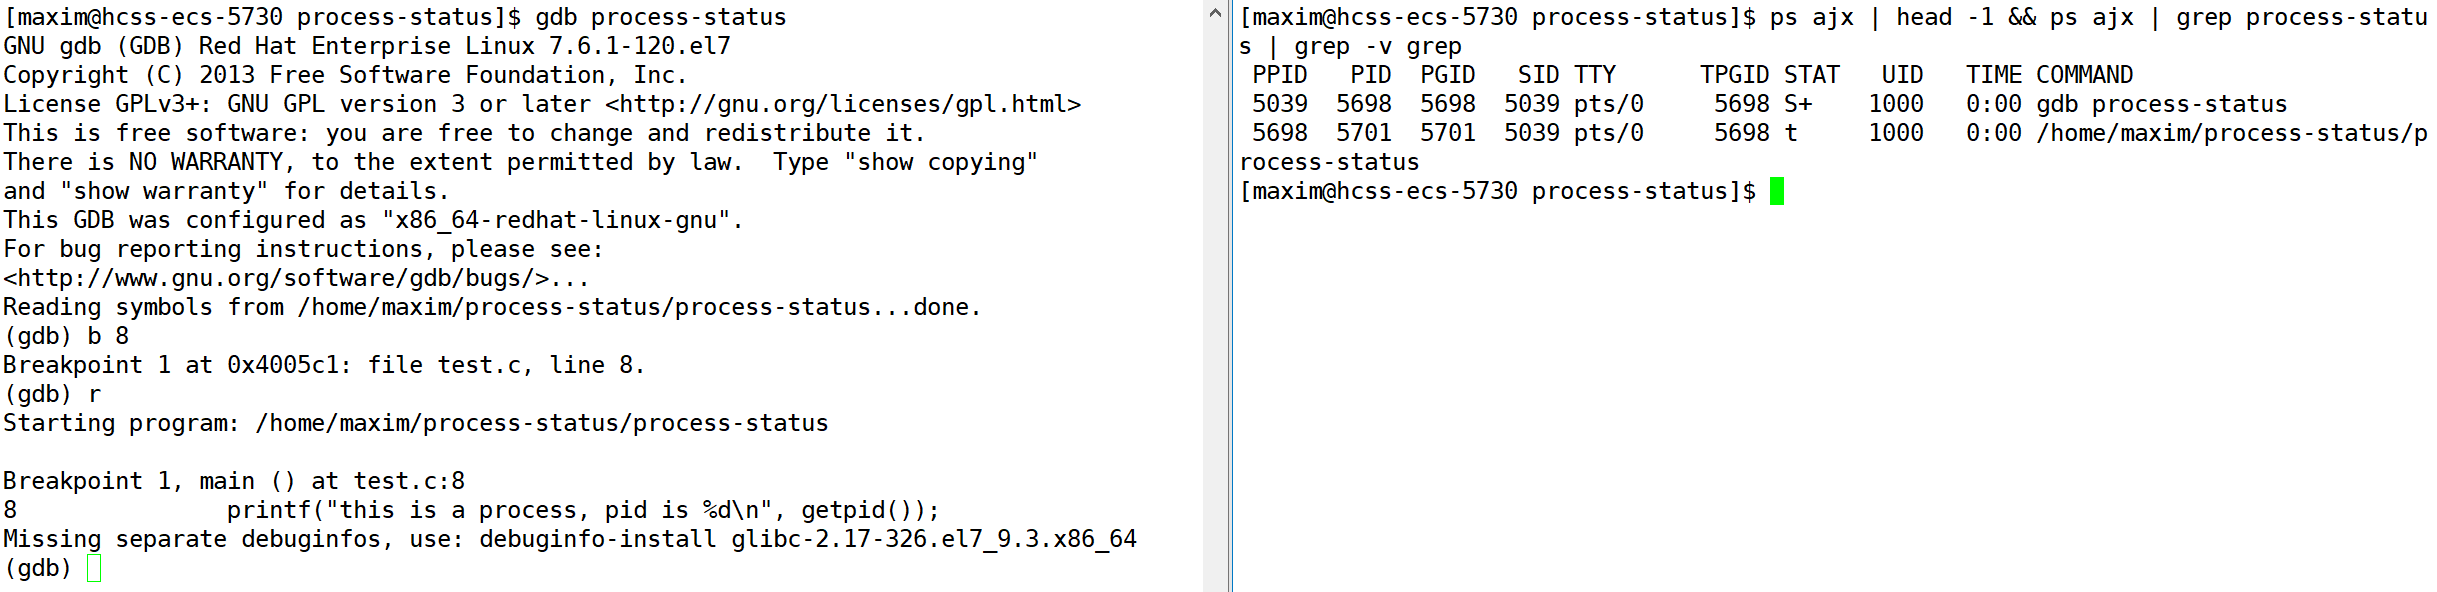 [maxim@hcss-ecs-5730 process-status]$ gdb process-status
GNU gdb (GDB) Red Hat Enterprise Linux 7.6.1-120.el7
Copyright (C) 2013 Free Software Foundation, Inc.
License GPLv3+: GNU GPL version 3 or later <http://gnu.org/licenses/gpl.html>
This is free software: you are free to change and redistribute it.
There is NO WARRANTY, to the extent permitted by law.  Type "show copying"
and "show warranty" for details.
This GDB was configured as "x86_64-redhat-linux-gnu".
For bug reporting instructions, please see:
<http://www.gnu.org/software/gdb/bugs/>...
Reading symbols from /home/maxim/process-status/process-status...done.
(gdb) b 8
Breakpoint 1 at 0x4005c1: file test.c, line 8.
(gdb) r
Starting program: /home/maxim/process-status/process-status
Breakpoint 1, main () at test.c:8
8               printf("this is a process, pid is %d\n", getpid());
Missing separate debuginfos, use: debuginfo-install glibc-2.17-326.el7_9.3.x86_64
(gdb)
[maxim@hcss-ecs-5730 process-status]$ ps ajx | head -1 && ps ajx | grep process-statu
s | grep -v grep
 PPID   PID  PGID   SID TTY      TPGID STAT   UID   TIME COMMAND
 5039  5698  5698  5039 pts/0     5698 S+    1000   0:00 gdb process-status
 5698  5701  5701  5039 pts/0     5698 t     1000   0:00 /home/maxim/process-status/p
rocess-status
[maxim@hcss-ecs-5730 process-status]$